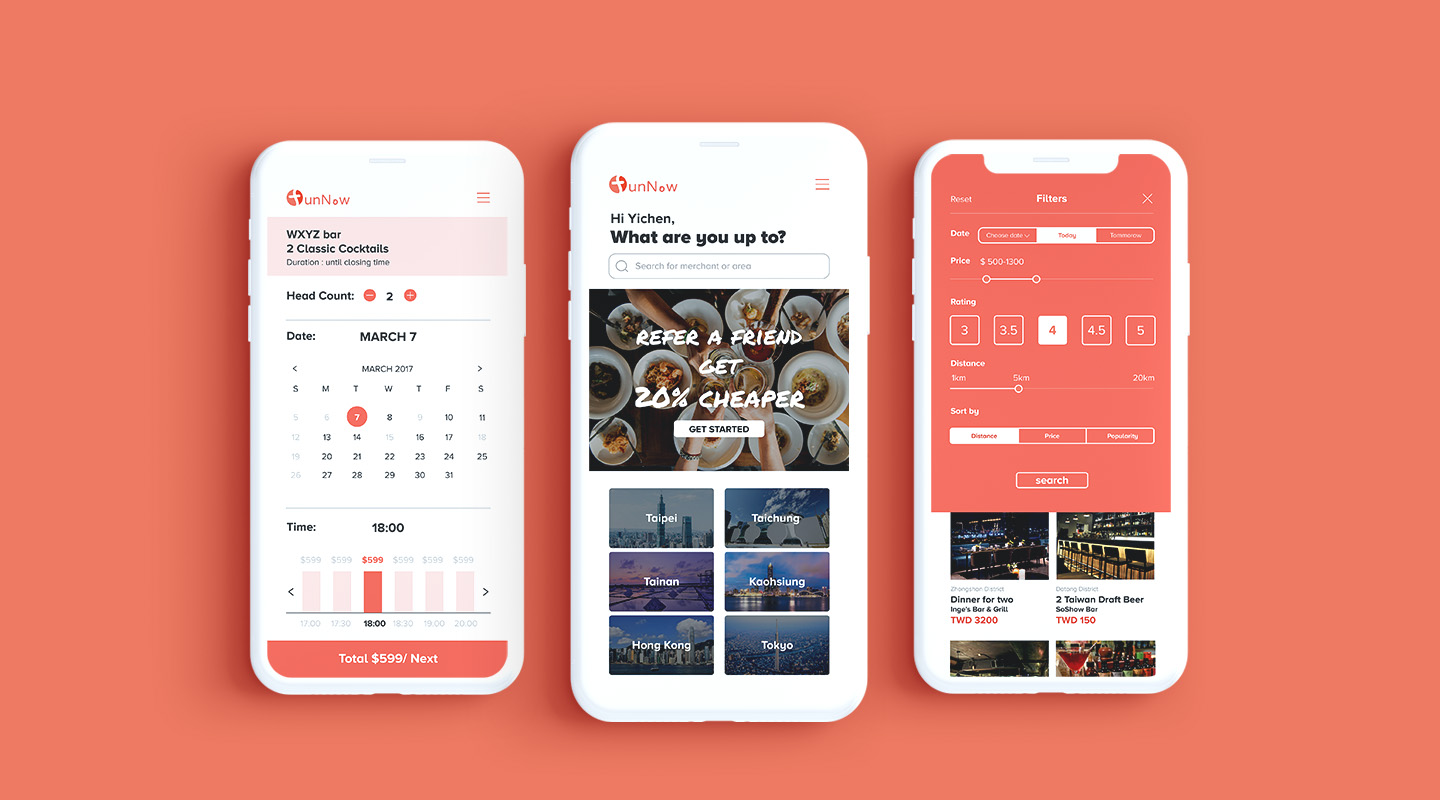 FunNow
WXYZ bar
2 Classic Cocktails
Duration : until closing time
Head Count: 2
Date: MARCH 7
< MARCH 2017 >
S M T W T F S
5 6 7 8 9 10 11
12 13 14 15 16 17 18
19 20 21 22 23 24 25
26 27 28 29 30 31
Time: 18:00
$599 $599 $599 $599 $599 $599
< >
17:00 17:30 18:00 18:30 19:00 20:00
Total $599/ Next
FunNow
Hi Yichen,
What are you up to?
Search for merchant or area
REFER A FRIEND
GET
20% CHEAPER
GET STARTED
Taipei Taichung
Tainan Kaohsiung
Hong Kong Tokyo
Reset Filters
Date Choose date Today Tommorow
Price $ 500-1300
Rating
3 3.5 4 4.5 5
Distance
1km 5km 20km
Sort by
Distance Price Popularity
search
Zhongshan District Datong District
Dinner for two 2 Taiwan Draft Beer
Inge's Bar & Grill SoShow Bar
TWD 3200 TWD 150